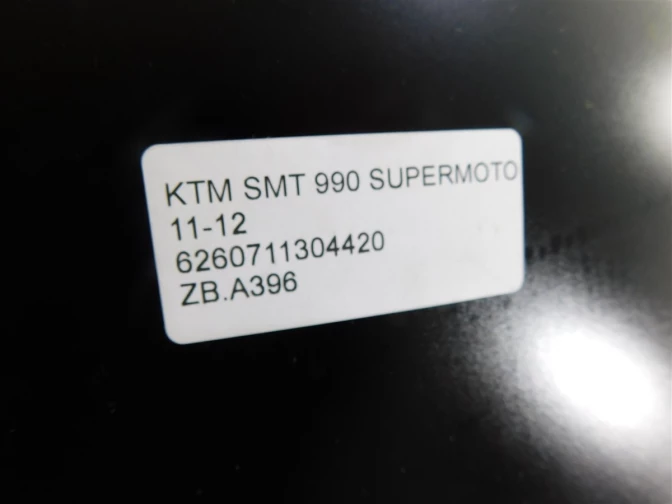 KTM SMT 990 SUPERMOTO
11-12
6260711304420
ZB.A396